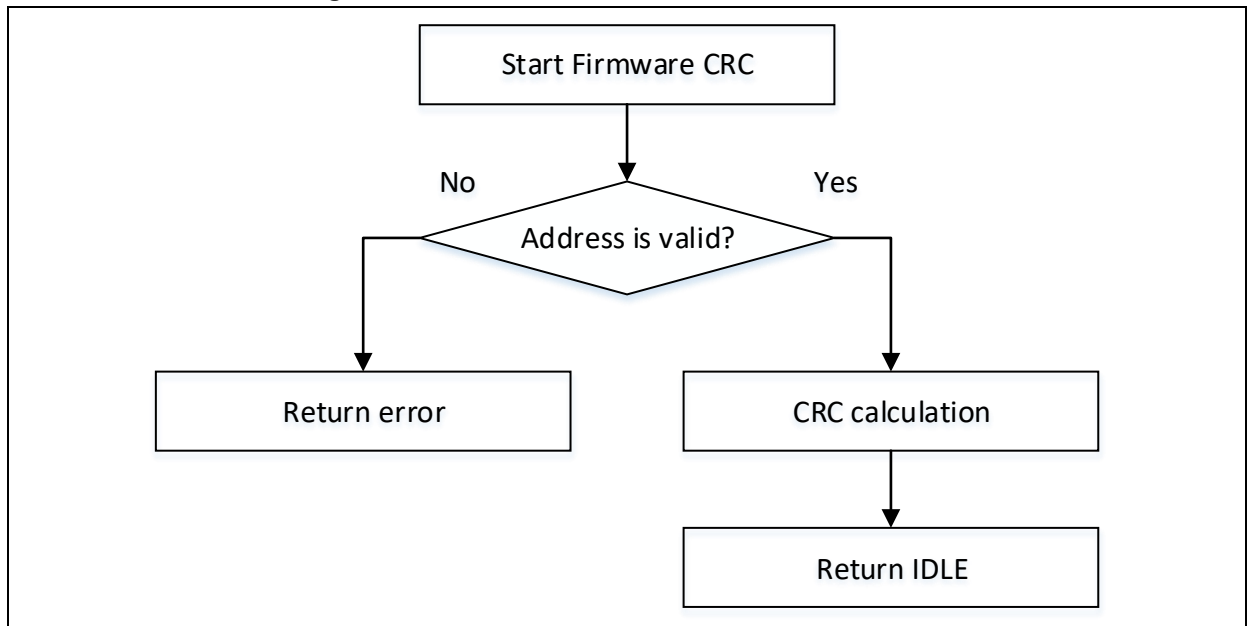 Start Firmware CRC
No
Yes
Address is valid?
Return error
CRC calculation
Return IDLE